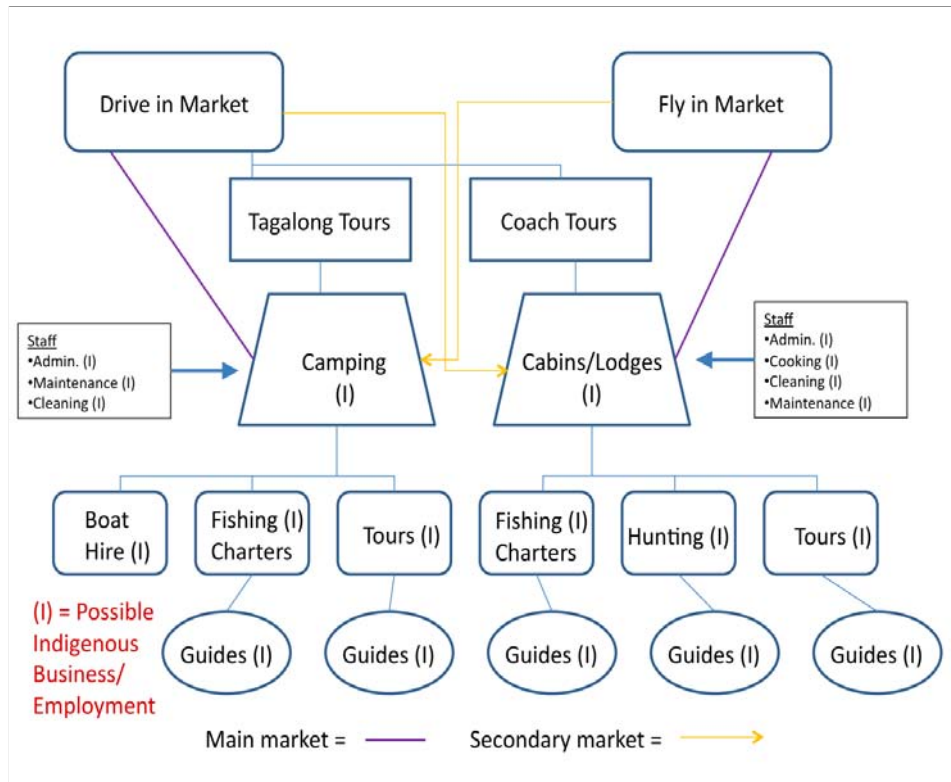 Drive in Market
Fly in Market
Tagalong Tours
Coach Tours
Staff
•Admin. (I)
•Maintenance (I)
•Cleaning (I)
Camping
(I)
Cabins/Lodges
(I)
Staff
•Admin. (I)
•Cooking (I)
•Cleaning (I)
•Maintenance (I)
Boat
Hire (I)
Fishing (I)
Charters
Tours (I)
Fishing (I)
Charters
Hunting (I)
Tours (I)
(I) = Possible
Indigenous
Business/
Employment
Guides (I)
Guides (I)
Guides (I)
Guides (I)
Guides (I)
Main market =
Secondary market =